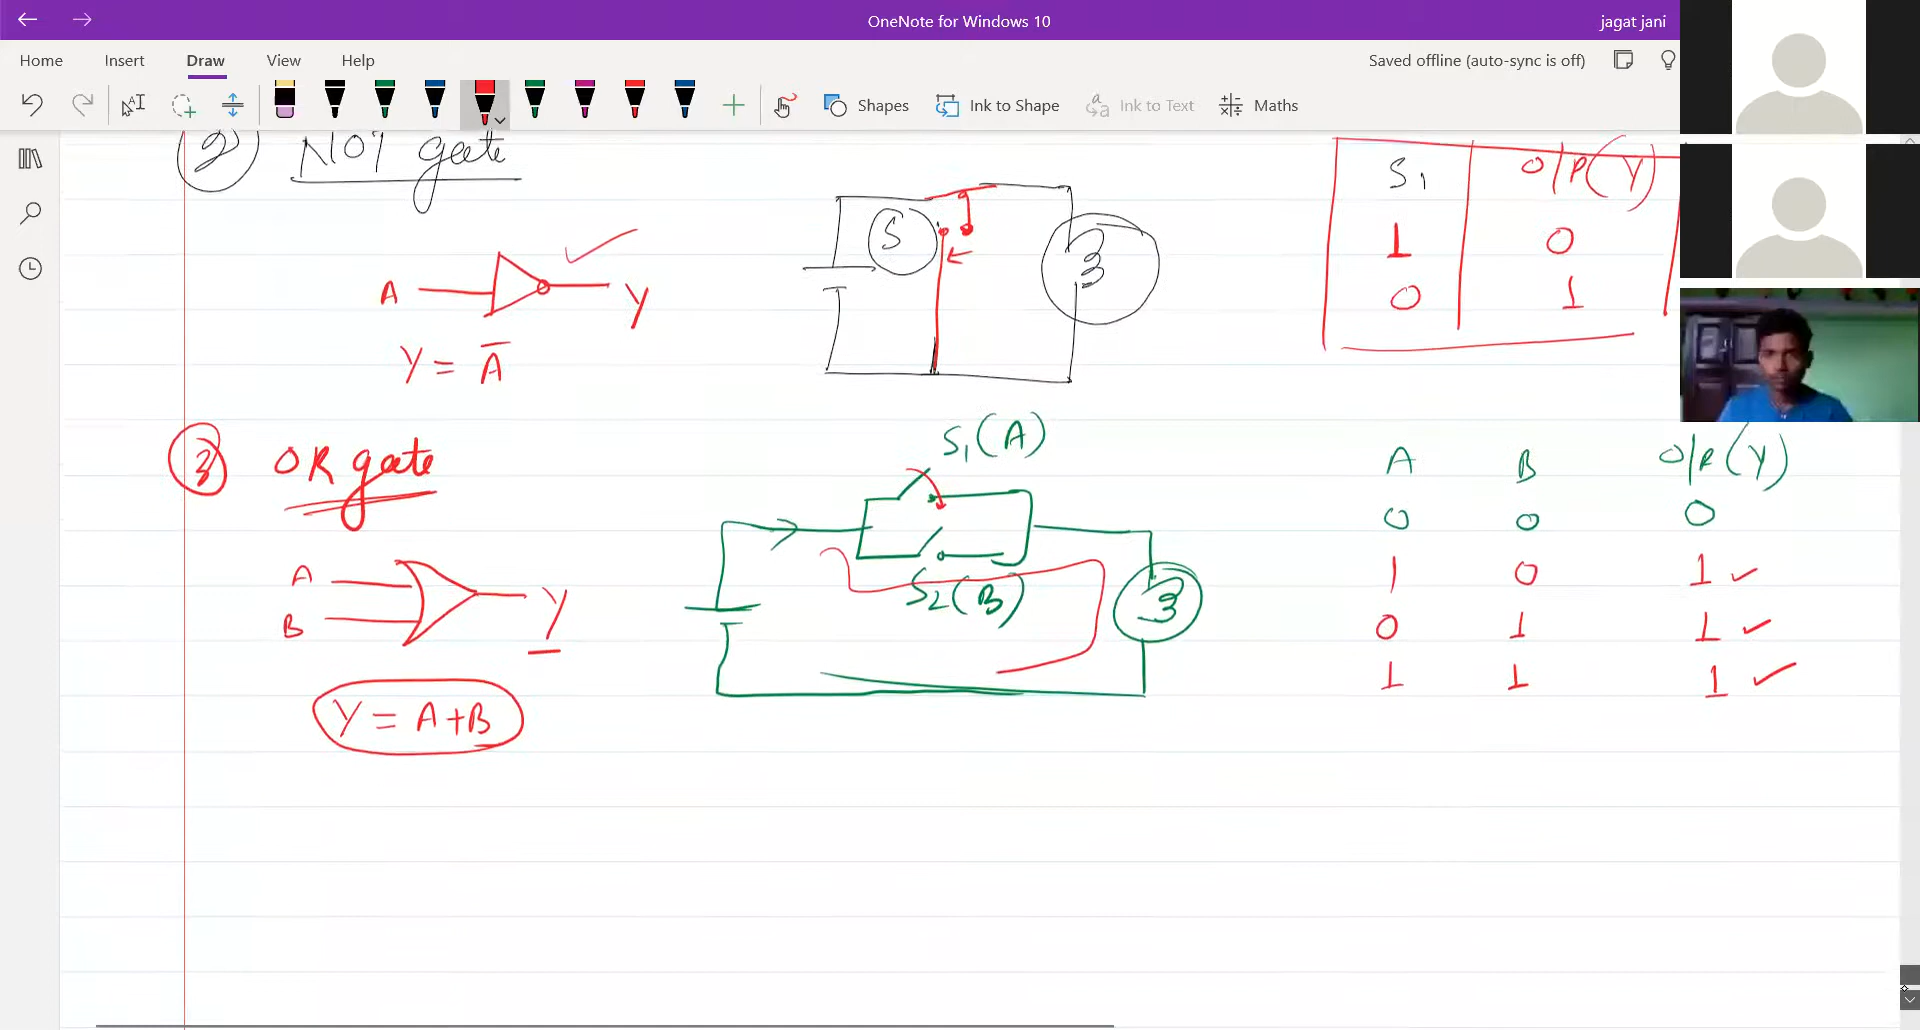 OneNote for Windows 10
jagat jani
Home Insert Draw View Help
Saved offline (auto-sync is off)
Shapes Ink to Shape Ink to Text Maths
2 NOT gate
S1 O/P(Y)
1 0
0 1
S
A Y
Y = A̅
3 OR gate
S1(A)
S2(B)
A
B
Y
Y = A+B
A B O/P(Y)
0 0 0
1 0 1 ✓
0 1 1 ✓
1 1 1 ✓